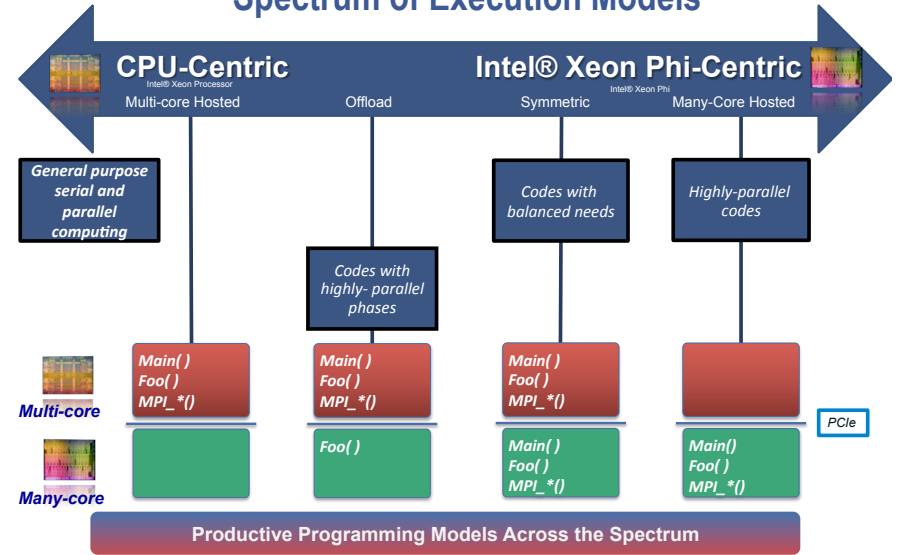 Spectrum of Execution Models
CPU-Centric
Intel® Xeon Processor
Intel® Xeon Phi-Centric
Intel® Xeon Phi
Multi-core Hosted
Offload
Symmetric
Many-Core Hosted
General purpose
serial and
parallel
computing
Codes with
highly- parallel
phases
Codes with
balanced needs
Highly-parallel
codes
Multi-core
Main( )
Foo( )
MPI_*()
Main( )
Foo( )
MPI_*()
Main( )
Foo( )
MPI_*()
PCIe
Many-core
Foo( )
Main( )
Foo( )
MPI_*()
Main()
Foo( )
MPI_*()
Productive Programming Models Across the Spectrum